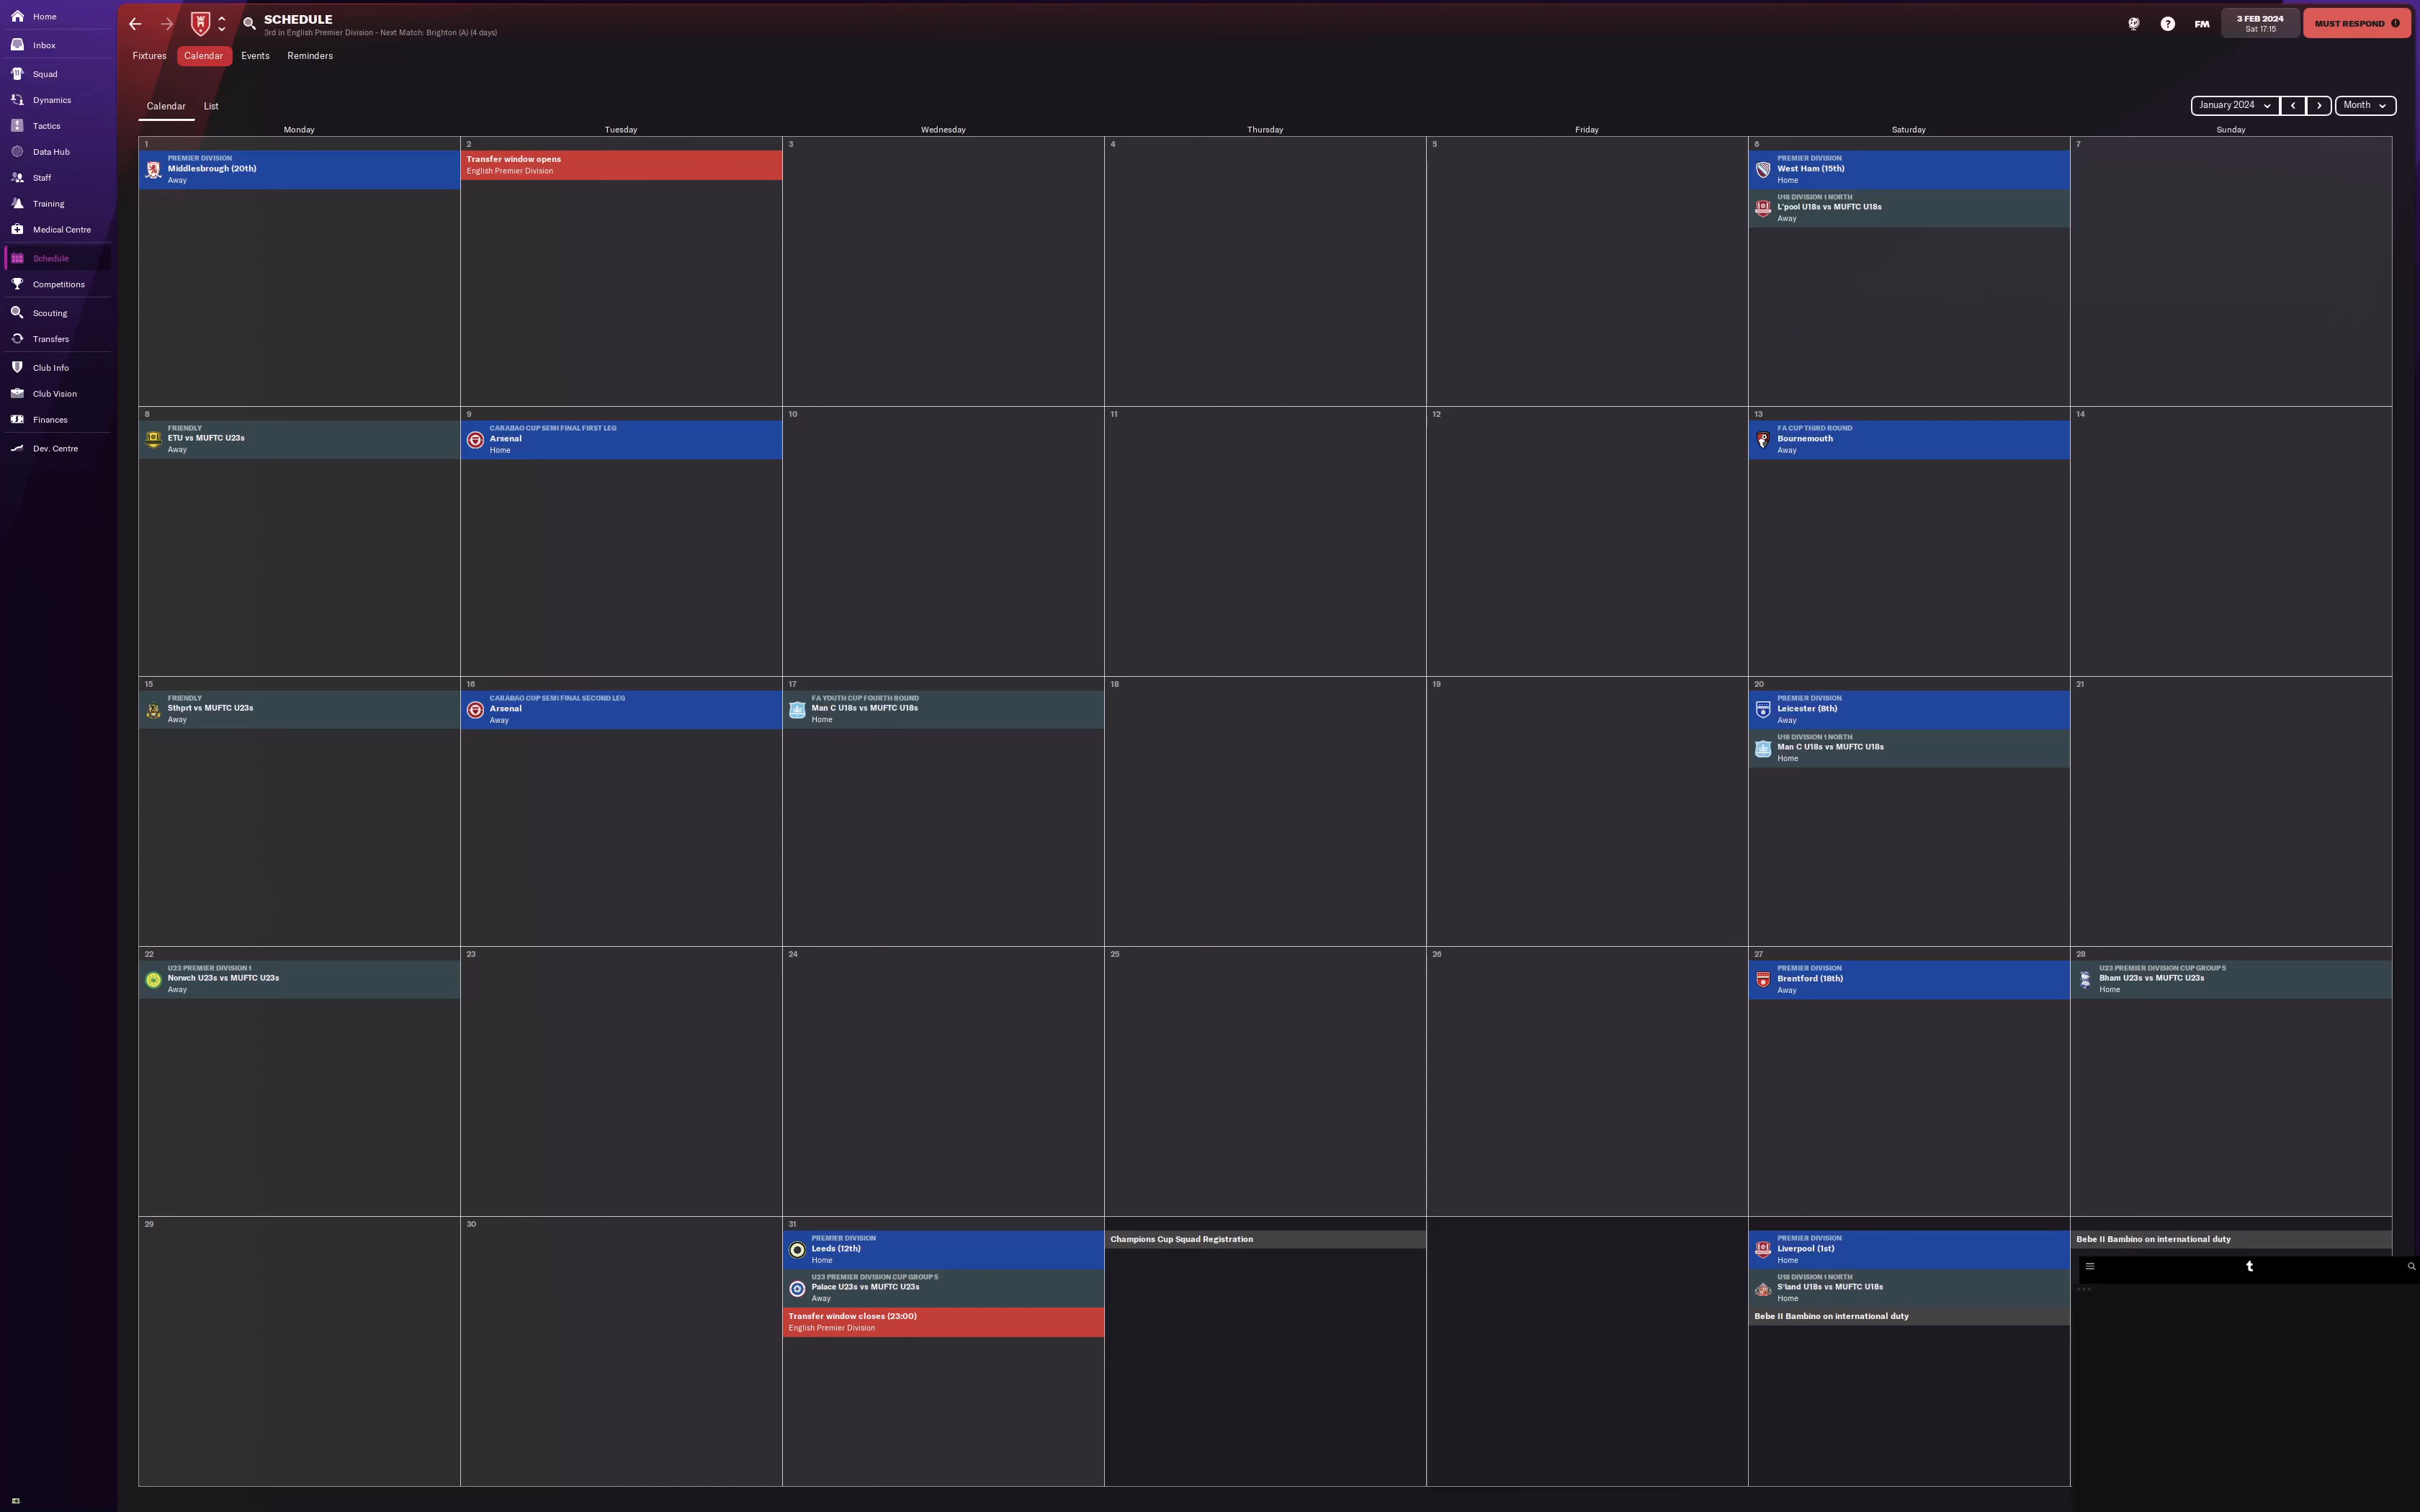 Home
Inbox
Squad
Dynamics
Tactics
Data Hub
Staff
Training
Medical Centre
Schedule
Competitions
Scouting
Transfers
Club Info
Club Vision
Finances
Dev. Centre
SCHEDULE
3rd in English Premier Division - Next Match: Brighton (A) (4 days)
FM
3 FEB 2024
Sat 17:15
MUST RESPOND
Fixtures
Calendar
Events
Reminders
Calendar
List
January 2024
Month
Monday
Tuesday
Wednesday
Thursday
Friday
Saturday
Sunday
1
PREMIER DIVISION
Middlesbrough (20th)
Away
2
Transfer window opens
English Premier Division
3
4
5
6
PREMIER DIVISION
West Ham (15th)
Home
U18 DIVISION 1 NORTH
L'pool U18s vs MUFTC U18s
Away
7
8
FRIENDLY
ETU vs MUFTC U23s
Away
9
CARABAO CUP SEMI FINAL FIRST LEG
Arsenal
Home
10
11
12
13
FA CUP THIRD ROUND
Bournemouth
Away
14
15
FRIENDLY
Sthprt vs MUFTC U23s
Away
16
CARABAO CUP SEMI FINAL SECOND LEG
Arsenal
Away
17
FA YOUTH CUP FOURTH ROUND
Man C U18s vs MUFTC U18s
Home
18
19
20
PREMIER DIVISION
Leicester (8th)
Away
U18 DIVISION 1 NORTH
Man C U18s vs MUFTC U18s
Home
21
22
U23 PREMIER DIVISION 1
Norwch U23s vs MUFTC U23s
Away
23
24
25
26
27
PREMIER DIVISION
Brentford (18th)
Away
28
U23 PREMIER DIVISION CUP GROUP 5
Bham U23s vs MUFTC U23s
Home
29
30
31
PREMIER DIVISION
Leeds (12th)
Home
U23 PREMIER DIVISION CUP GROUP 5
Palace U23s vs MUFTC U23s
Away
Transfer window closes (23:00)
English Premier Division
Champions Cup Squad Registration
PREMIER DIVISION
Liverpool (1st)
Home
U18 DIVISION 1 NORTH
S'land U18s vs MUFTC U18s
Home
Bebe II Bambino on international duty
Bebe II Bambino on international duty
t